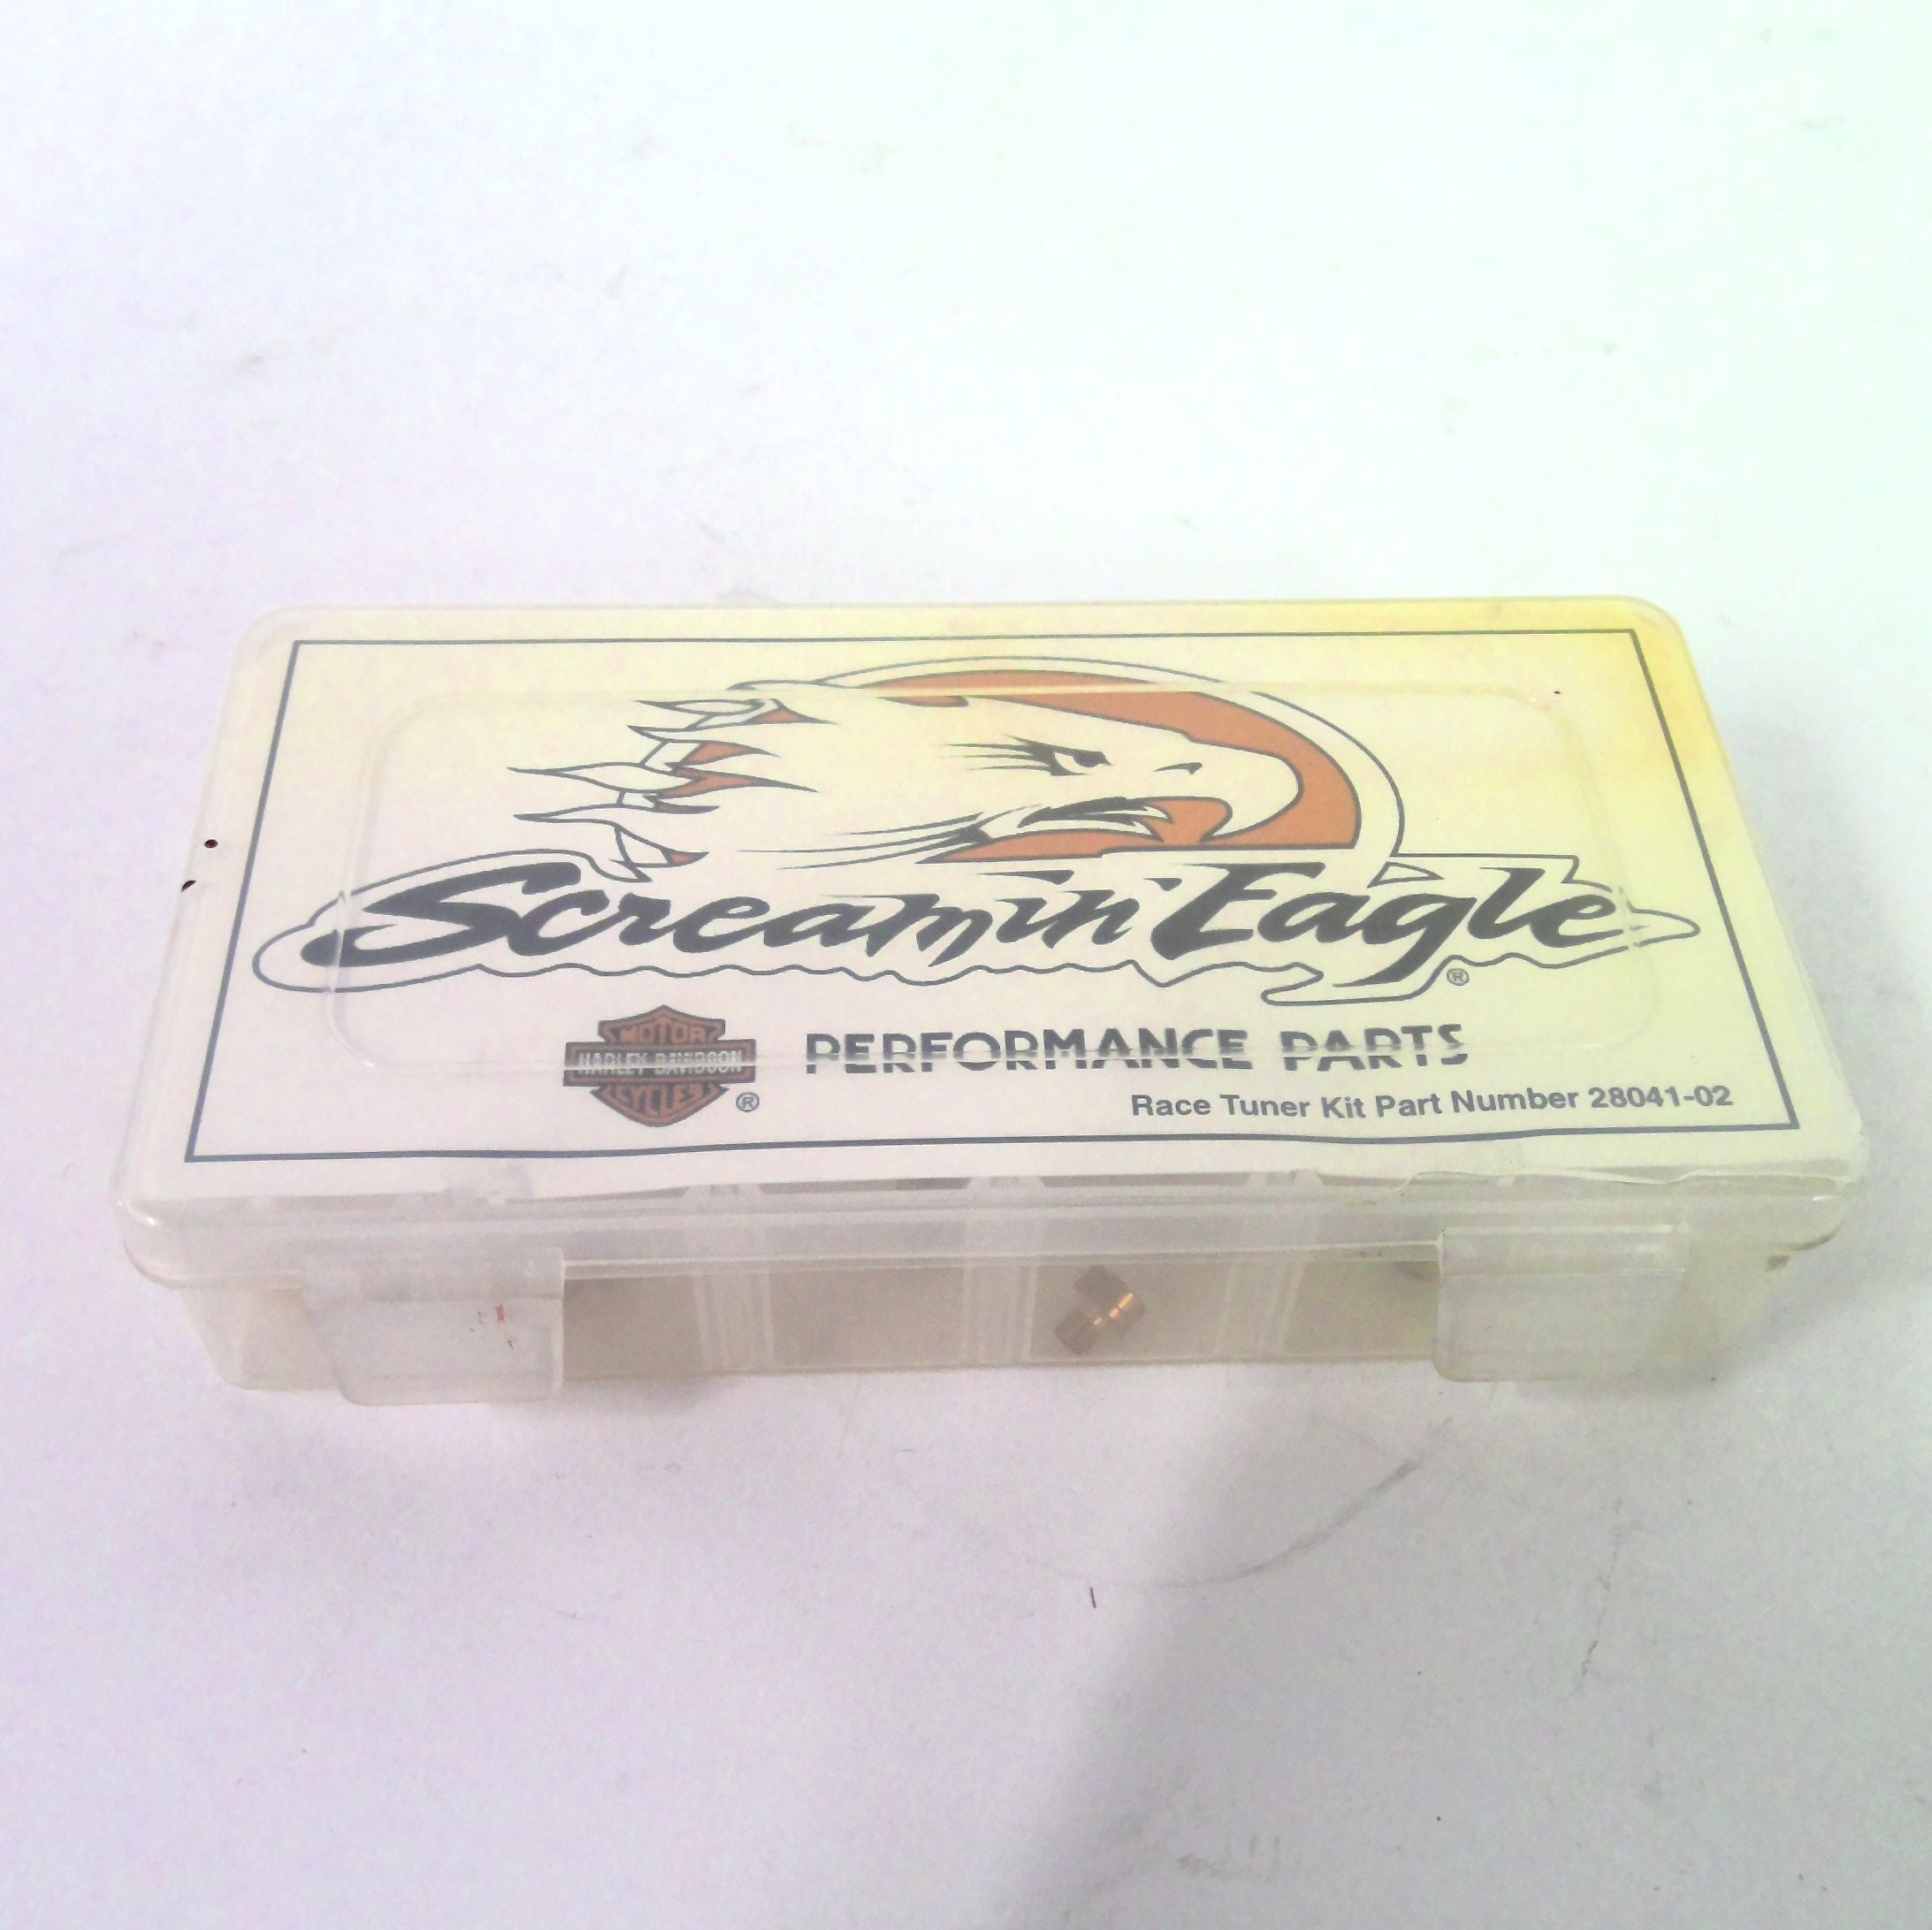 Screamin' Eagle ®
MOTOR
HARLEY-DAVIDSON
CYCLES ®
PERFORMANCE PARTS
Race Tuner Kit Part Number 28041-02